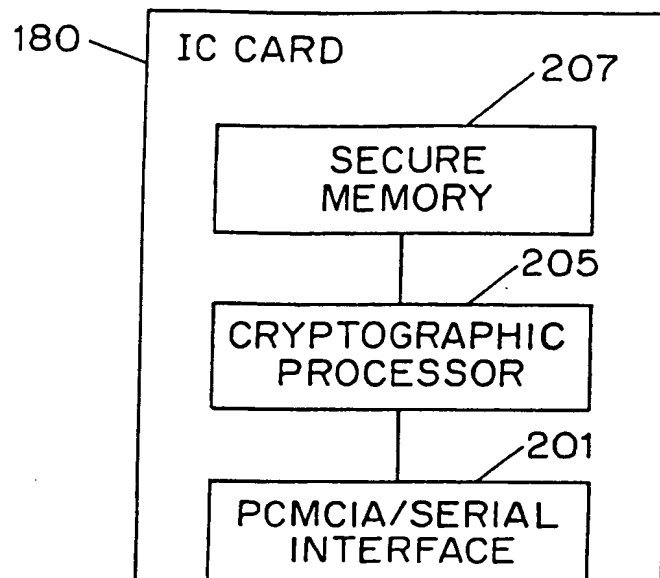 180
IC CARD
207
SECURE
MEMORY
205
CRYPTOGRAPHIC
PROCESSOR
201
PCMCIA/SERIAL
INTERFACE